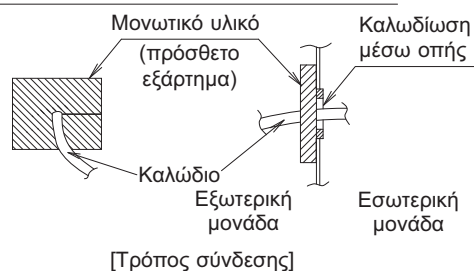 Μονωτικό υλικό
(πρόσθετο
εξάρτημα)
Καλωδίωση
μέσω οπής
Καλώδιο
Εξωτερική
μονάδα
Εσωτερική
μονάδα
[Τρόπος σύνδεσης]